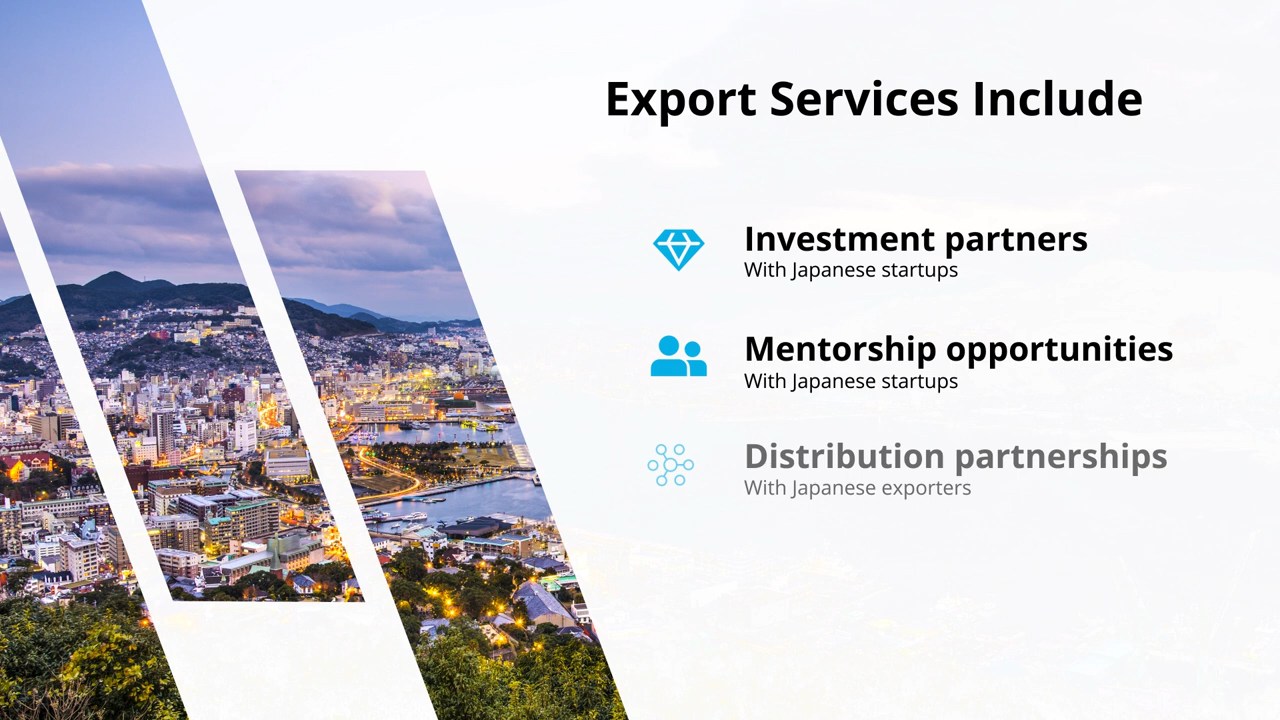 Export Services Include
Investment partners
With Japanese startups
Mentorship opportunities
With Japanese startups
Distribution partnerships
With Japanese exporters